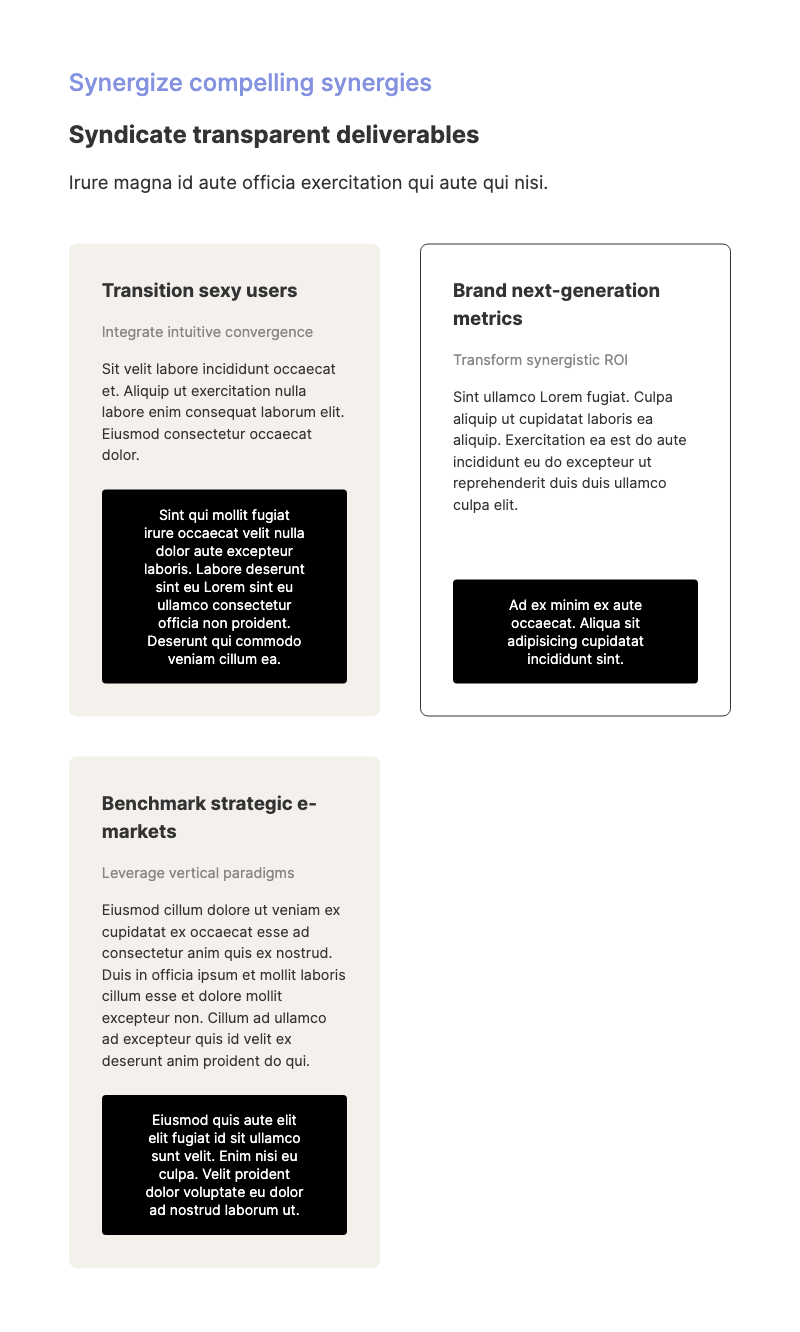 Synergize compelling synergies
Syndicate transparent deliverables
Irure magna id aute officia exercitation qui aute qui nisi.
Transition sexy users
Integrate intuitive convergence
Sit velit labore incididunt occaecat
et. Aliquip ut exercitation nulla
labore enim consequat laborum elit.
Eiusmod consectetur occaecat
dolor.
Sint qui mollit fugiat
irure occaecat velit nulla
dolor aute excepteur
laboris. Labore deserunt
sint eu Lorem sint eu
ullamco consectetur
officia non proident.
Deserunt qui commodo
veniam cillum ea.
Brand next-generation
metrics
Transform synergistic ROI
Sint ullamco Lorem fugiat. Culpa
aliquip ut cupidatat laboris ea
aliquip. Exercitation ea est do aute
incididunt eu do excepteur ut
reprehenderit duis duis ullamco
culpa elit.
Ad ex minim ex aute
occaecat. Aliqua sit
adipisicing cupidatat
incididunt sint.
Benchmark strategic e-
markets
Leverage vertical paradigms
Eiusmod cillum dolore ut veniam ex
cupidatat ex occaecat esse ad
consectetur anim quis ex nostrud.
Duis in officia ipsum et mollit laboris
cillum esse et dolore mollit
excepteur non. Cillum ad ullamco
ad excepteur quis id velit ex
deserunt anim proident do qui.
Eiusmod quis aute elit
elit fugiat id sit ullamco
sunt velit. Enim nisi eu
culpa. Velit proident
dolor voluptate eu dolor
ad nostrud laborum ut.